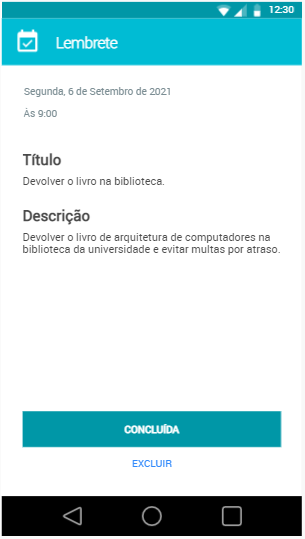 12:30
Lembrete
Segunda, 6 de Setembro de 2021
Às 9:00
Título
Devolver o livro na biblioteca.
Descrição
Devolver o livro de arquitetura de computadores na
biblioteca da universidade e evitar multas por atraso.
CONCLUÍDA
EXCLUIR